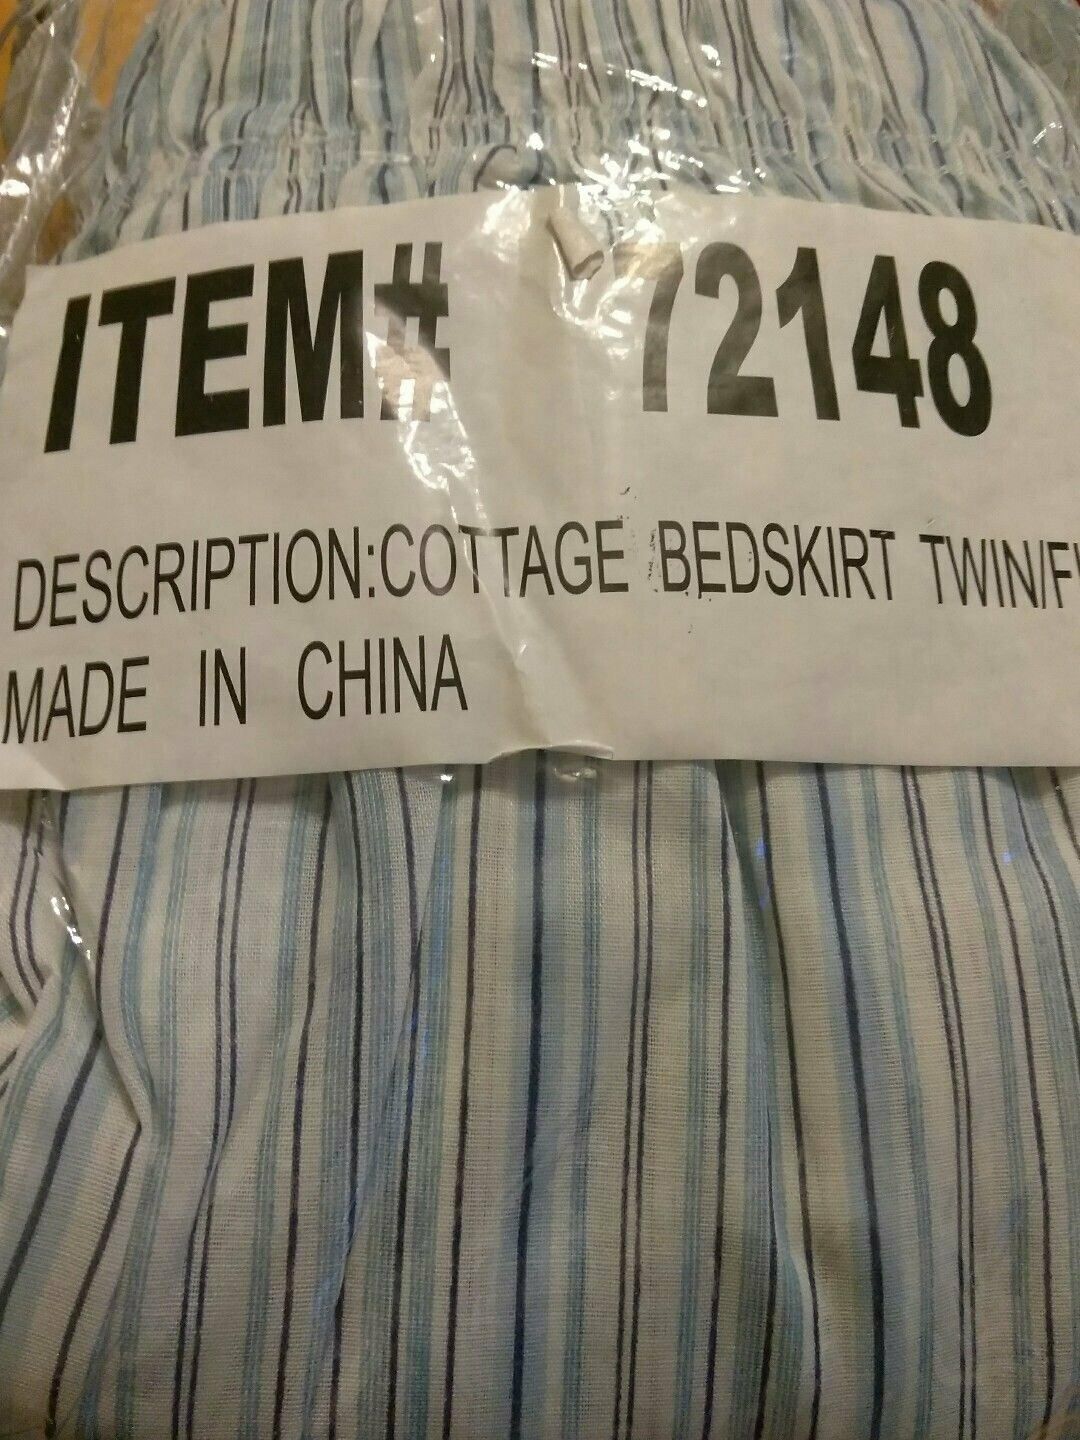 ITEM# 72148
DESCRIPTION:COTTAGE BEDSKIRT TWIN/F
MADE IN CHINA